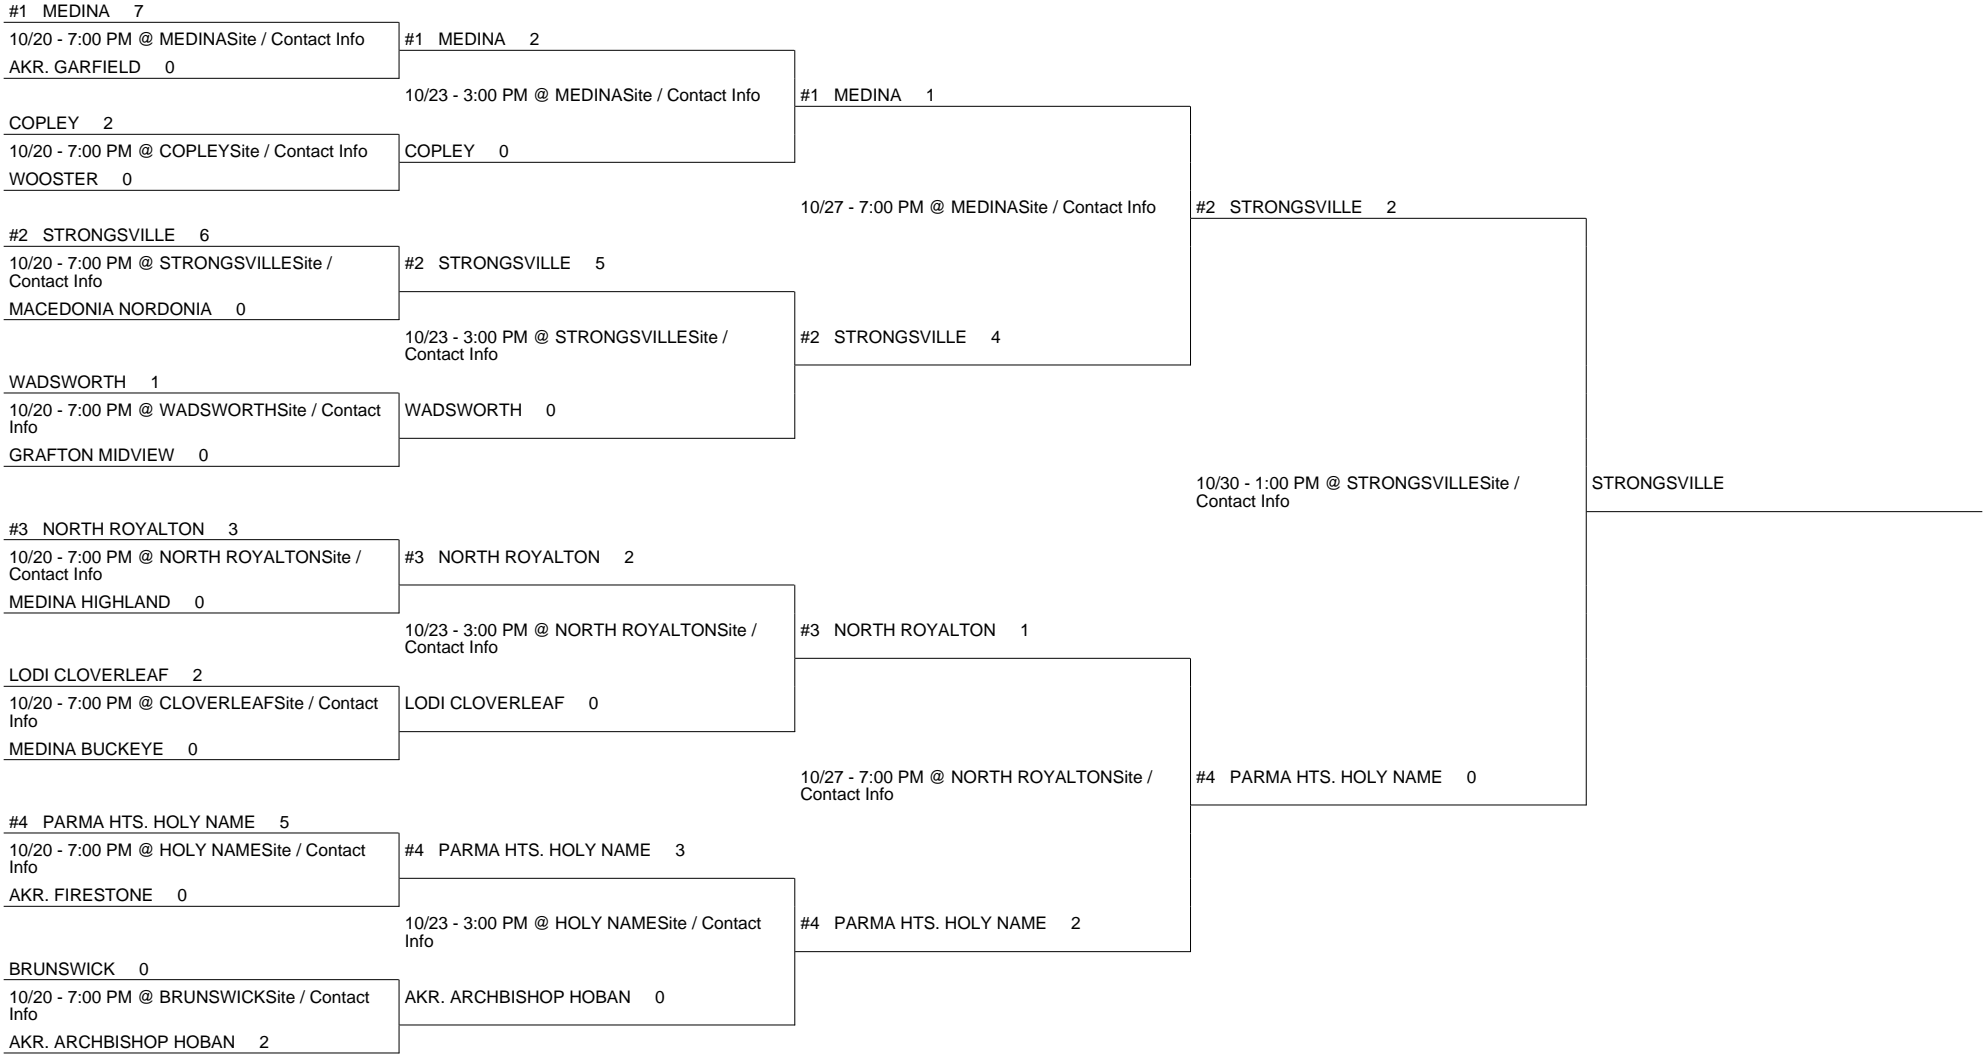 #1 MEDINA 7
10/20 - 7:00 PM @ MEDINASite / Contact Info
AKR. GARFIELD 0
COPLEY 2
10/20 - 7:00 PM @ COPLEYSite / Contact Info
WOOSTER 0
#2 STRONGSVILLE 6
10/20 - 7:00 PM @ STRONGSVILLESite /
Contact Info
MACEDONIA NORDONIA 0
WADSWORTH 1
10/20 - 7:00 PM @ WADSWORTHSite / Contact
Info
GRAFTON MIDVIEW 0
#3 NORTH ROYALTON 3
10/20 - 7:00 PM @ NORTH ROYALTONSite /
Contact Info
MEDINA HIGHLAND 0
LODI CLOVERLEAF 2
10/20 - 7:00 PM @ CLOVERLEAFSite / Contact
Info
MEDINA BUCKEYE 0
#4 PARMA HTS. HOLY NAME 5
10/20 - 7:00 PM @ HOLY NAMESite / Contact
Info
AKR. FIRESTONE 0
BRUNSWICK 0
10/20 - 7:00 PM @ BRUNSWICKSite / Contact
Info
AKR. ARCHBISHOP HOBAN 2
#1 MEDINA 2
10/23 - 3:00 PM @ MEDINASite / Contact Info
COPLEY 0
#2 STRONGSVILLE 5
10/23 - 3:00 PM @ STRONGSVILLESite /
Contact Info
WADSWORTH 0
#3 NORTH ROYALTON 2
10/23 - 3:00 PM @ NORTH ROYALTONSite /
Contact Info
LODI CLOVERLEAF 0
#4 PARMA HTS. HOLY NAME 3
10/23 - 3:00 PM @ HOLY NAMESite / Contact
Info
AKR. ARCHBISHOP HOBAN 0
#1 MEDINA 1
10/27 - 7:00 PM @ MEDINASite / Contact Info
#2 STRONGSVILLE 4
#3 NORTH ROYALTON 1
10/27 - 7:00 PM @ NORTH ROYALTONSite /
Contact Info
#4 PARMA HTS. HOLY NAME 2
#2 STRONGSVILLE 2
10/30 - 1:00 PM @ STRONGSVILLESite /
Contact Info
#4 PARMA HTS. HOLY NAME 0
STRONGSVILLE